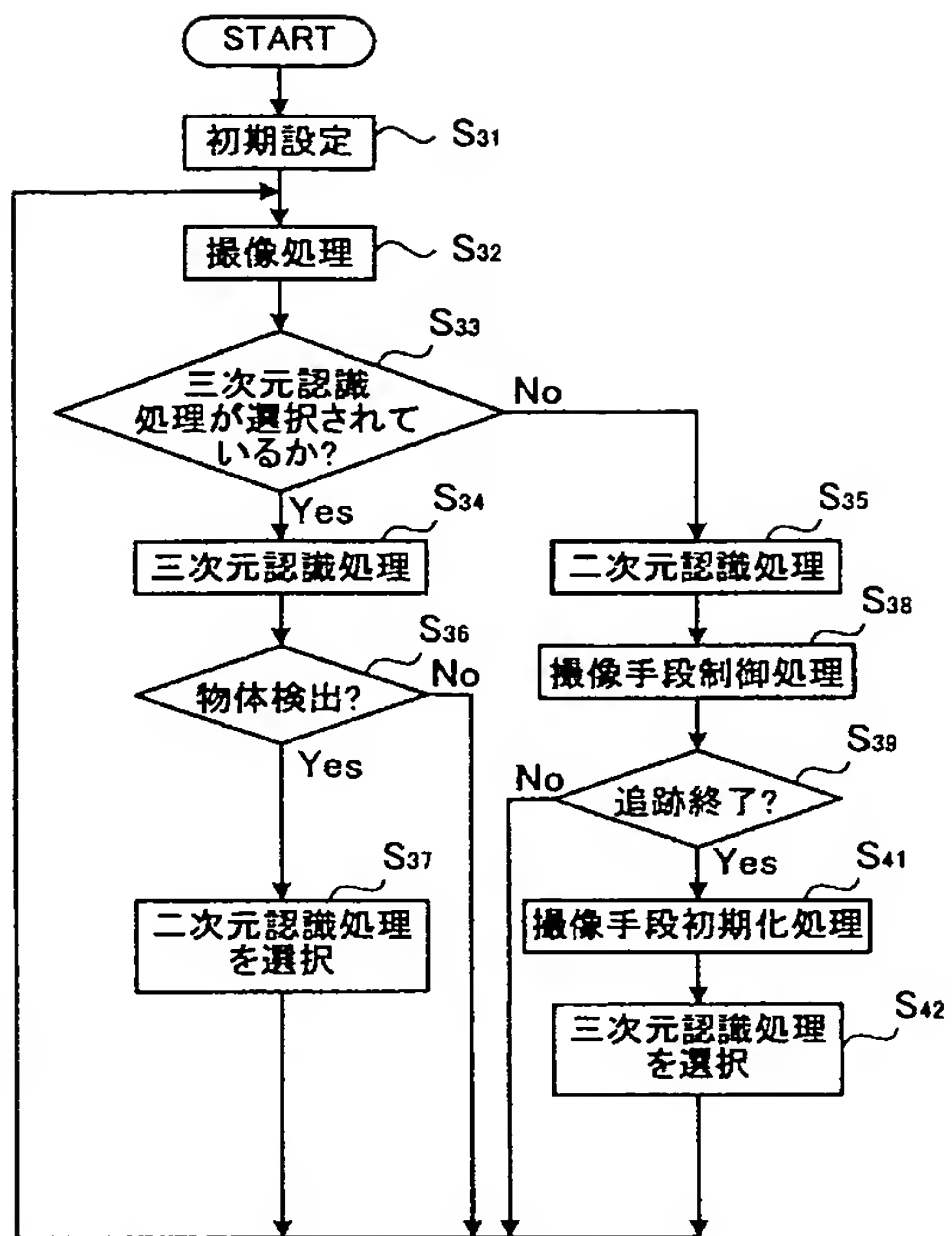 START
初期設定
S31
撮像処理
S32
S33
三次元認識
処理が選択されて
いるか?
No
Yes
S34
三次元認識処理
S35
二次元認識処理
S36
物体検出?
No
Yes
S38
撮像手段制御処理
S39
No
追跡終了?
Yes
S37
二次元認識処理
を選択
S41
撮像手段初期化処理
S42
三次元認識処理
を選択